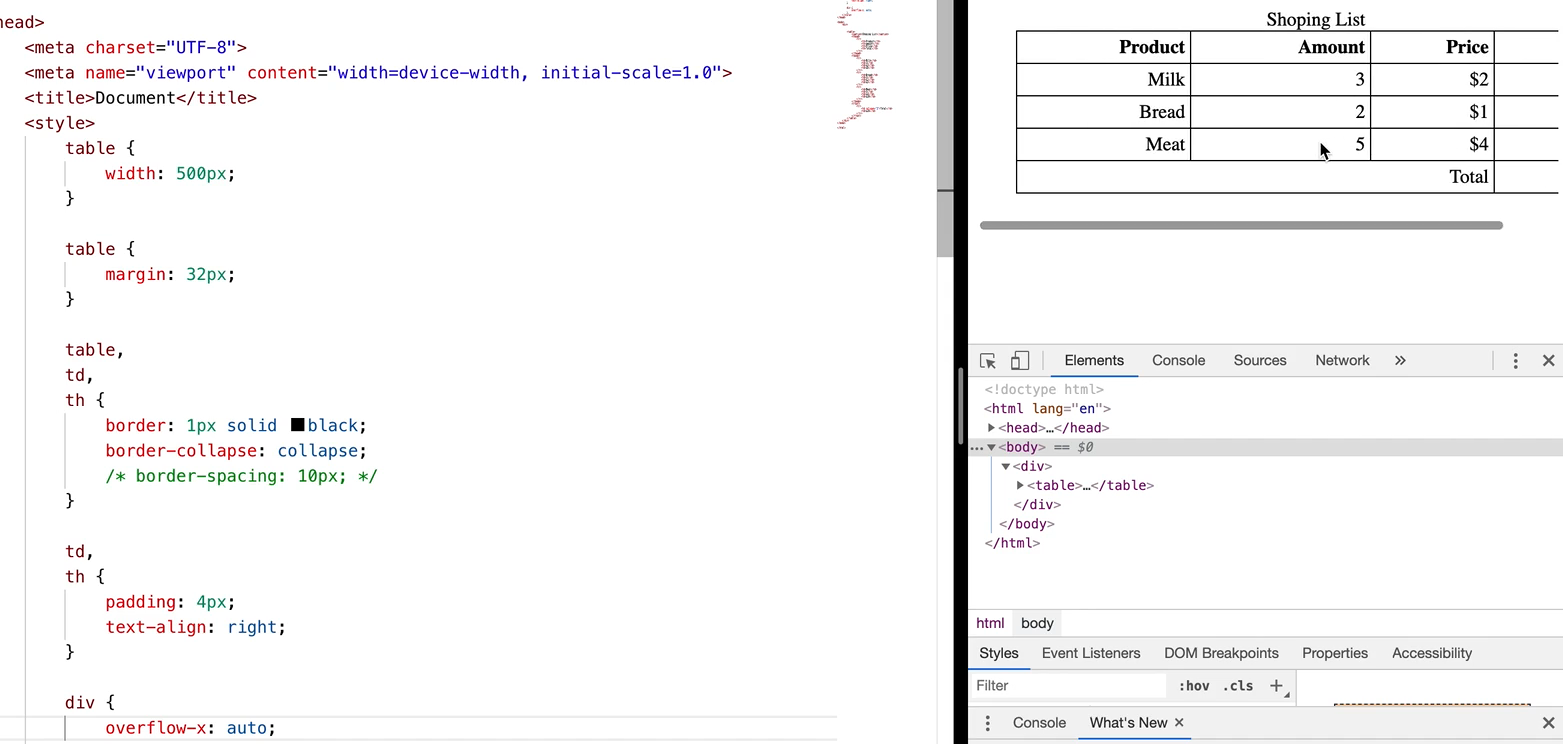 head>
<meta charset="UTF-8">
<meta name="viewport" content="width=device-width, initial-scale=1.0">
<title>Document</title>
<style>
table {
width: 500px;
}
table {
margin: 32px;
}
table,
td,
th {
border: 1px solid black;
border-collapse: collapse;
/* border-spacing: 10px; */
}
td,
th {
padding: 4px;
text-align: right;
}
div {
overflow-x: auto;
Shoping List
Product Amount Price
Milk 3 $2
Bread 2 $1
Meat 5 $4
Total
Elements Console Sources Network »
<!doctype html>
<html lang="en">
<head>…</head>
<body> == $0
<div>
<table>…</table>
</div>
</body>
</html>
html body
Styles Event Listeners DOM Breakpoints Properties Accessibility
Filter :hov .cls +
Console What's New ×